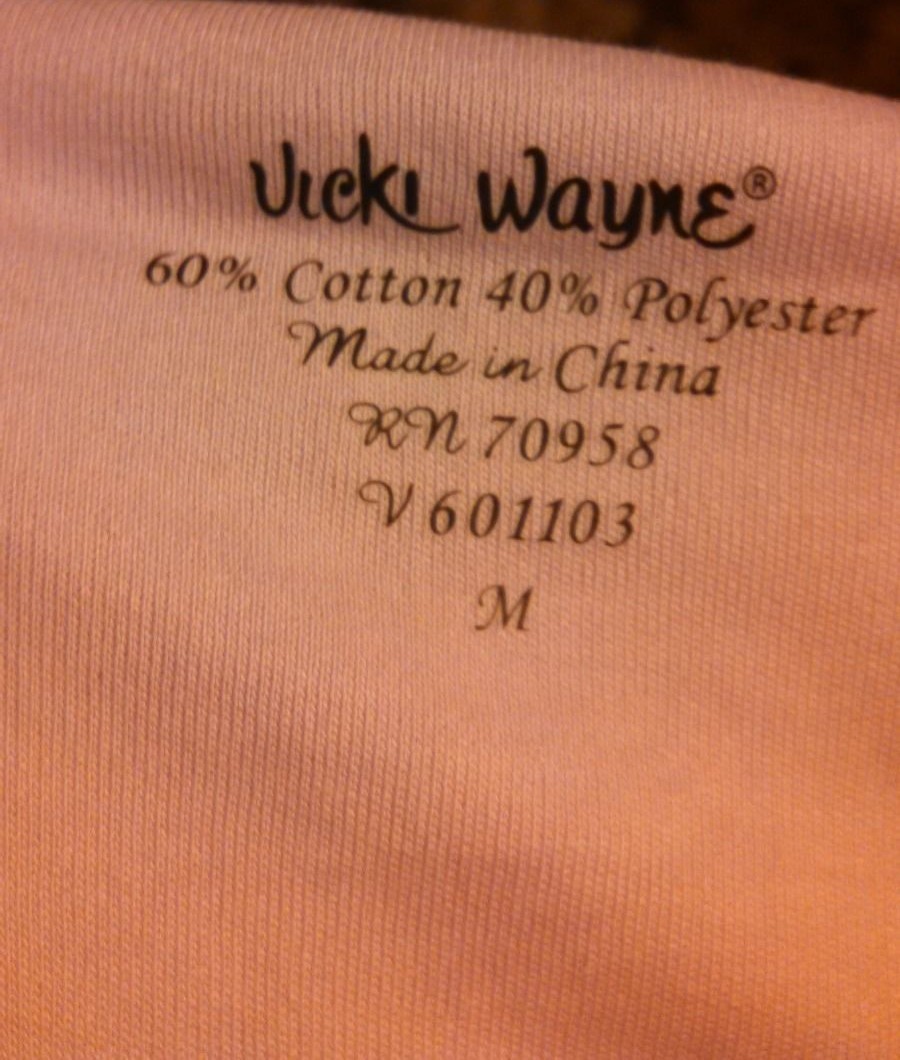 Vicki Wayne®
60% Cotton 40% Polyester
Made in China
RN 70958
V 601103
M